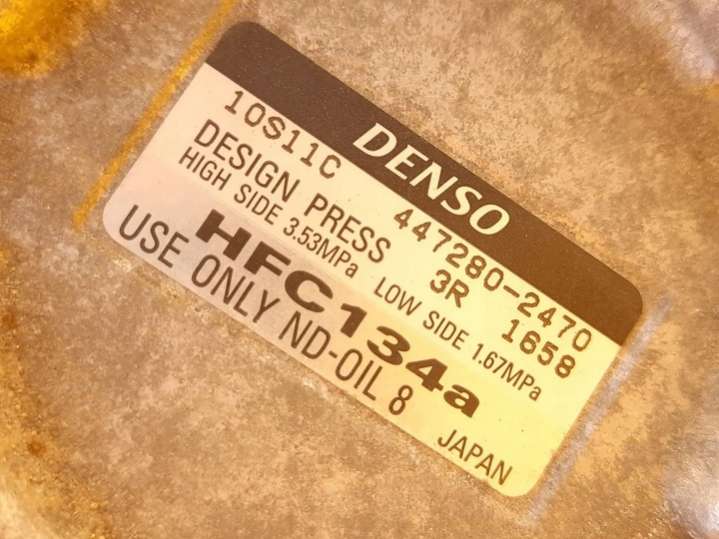 DENSO
10S11C 447280-2470
3R 1658
DESIGN PRESS
HIGH SIDE 3.53MPa LOW SIDE 1.67MPa
HFC134a
USE ONLY ND-OIL 8
JAPAN